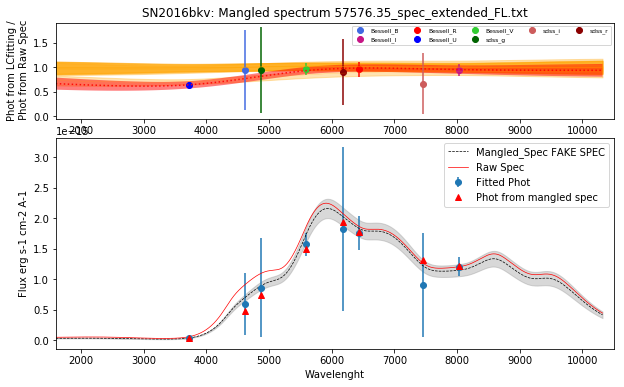 SN2016bkv: Mangled spectrum 57576.35_spec_extended_FL.txt
Phot from LCfitting /
Phot from Raw Spec
1.5
1.0
0.5
0.0
Bessell_B
Bessell_I
Bessell_R
Bessell_U
Bessell_V
sdss_g
sdss_i
sdss_r
2000 3000 4000 5000 6000 7000 8000 9000 10000
Flux erg s-1 cm-2 A-1
3.0
2.5
2.0
1.5
1.0
0.5
0.0
Mangled_Spec FAKE SPEC
Raw Spec
Fitted Phot
Phot from mangled spec
2000 3000 4000 5000 6000 7000 8000 9000 10000
Wavelenght